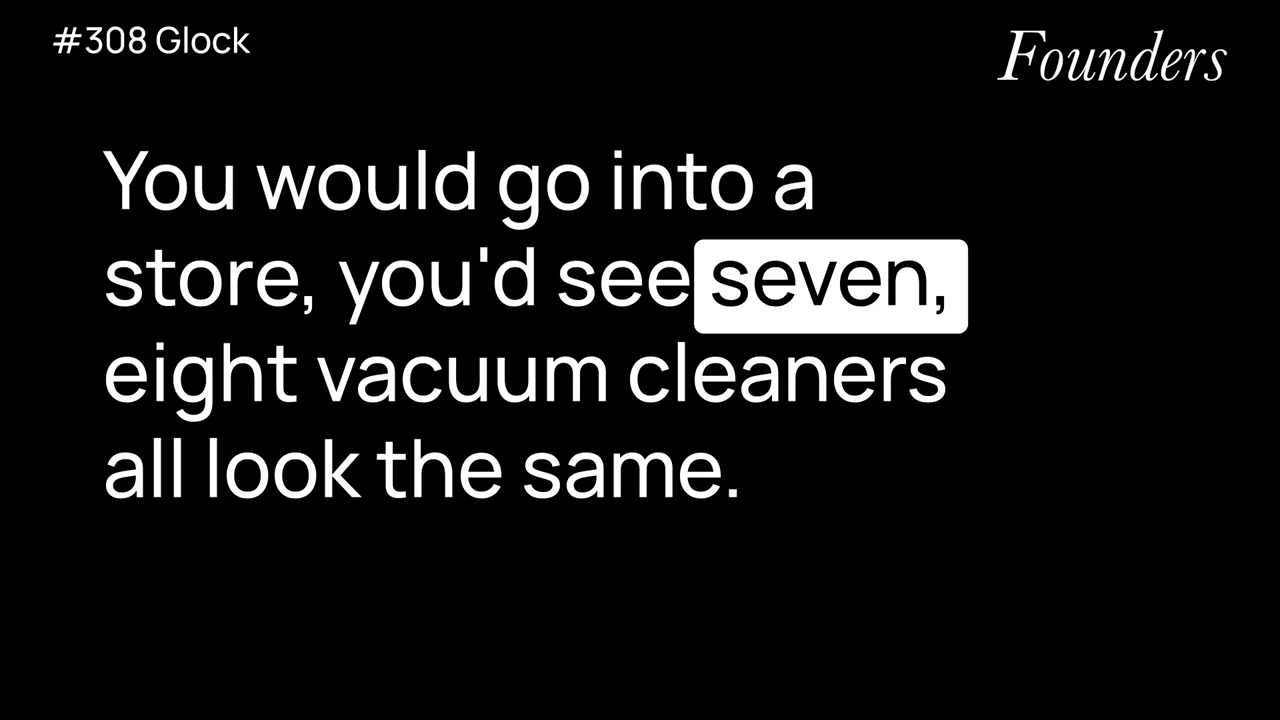 #308 Glock
Founders
You would go into a
store, you'd see seven,
eight vacuum cleaners
all look the same.